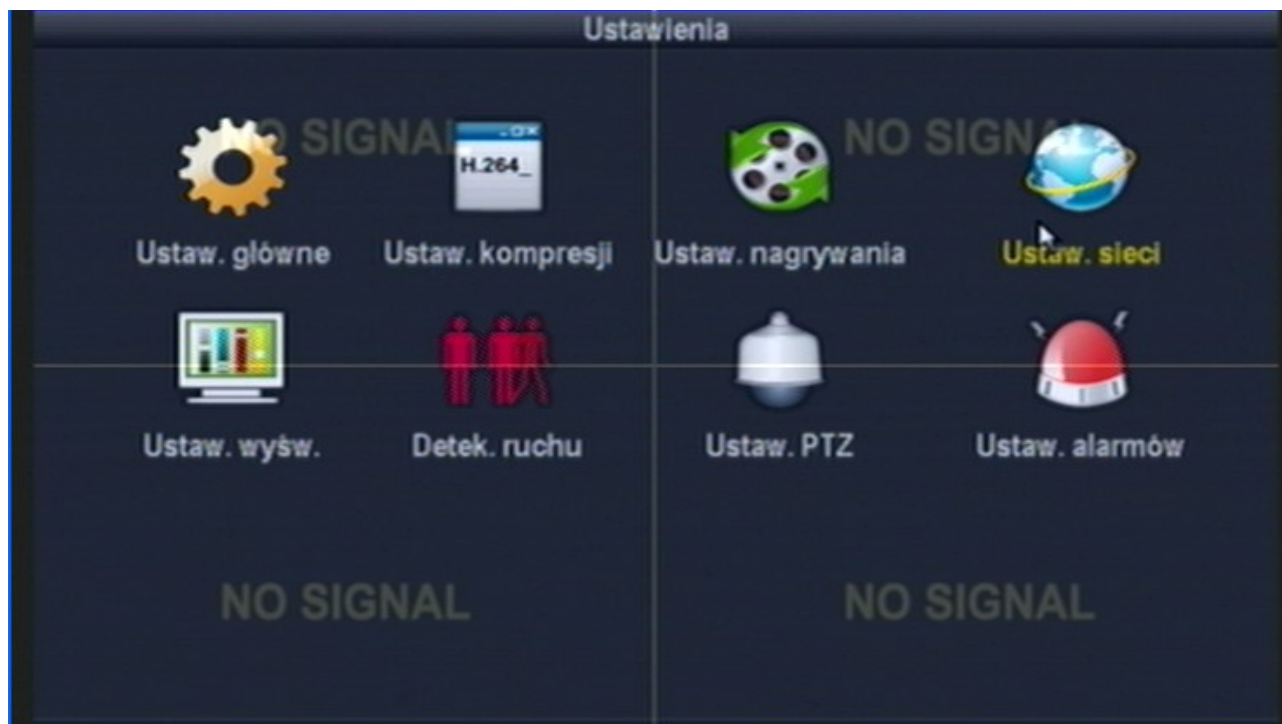 Ustawienia
NO SIGNAL
NO SIGNAL
H.264_
Ustaw. główne
Ustaw. kompresji
Ustaw. nagrywania
Ustaw. sieci
Ustaw. wyśw.
Detek. ruchu
Ustaw. PTZ
Ustaw. alarmów
NO SIGNAL
NO SIGNAL